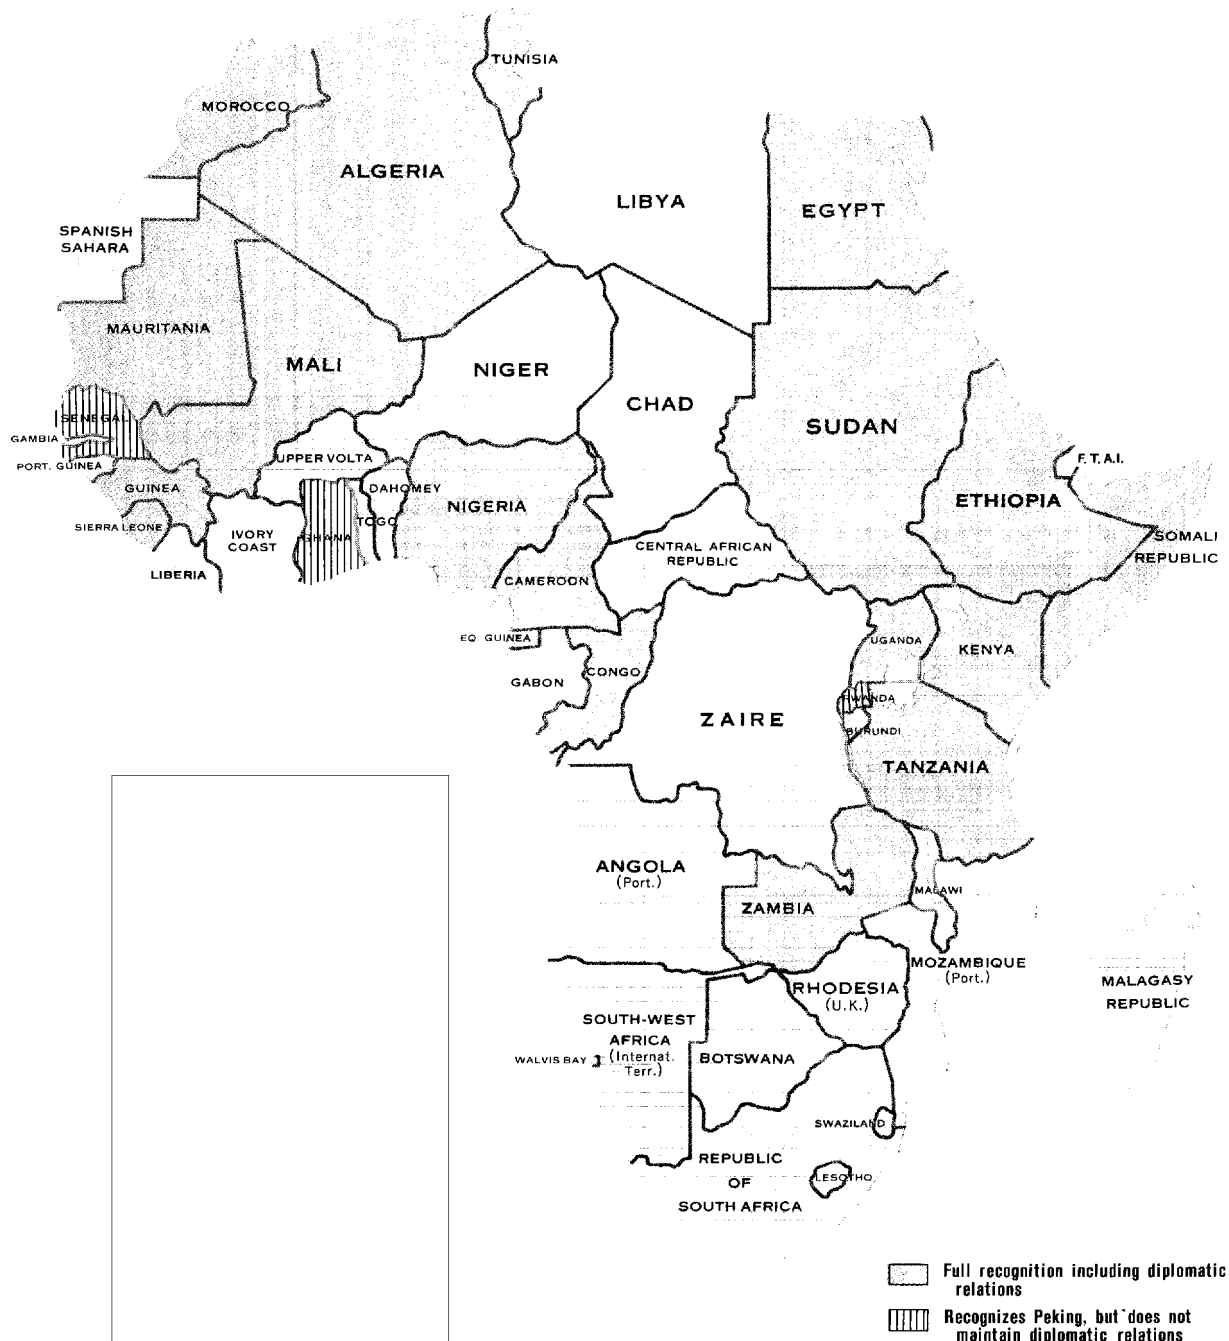 TUNISIA
MOROCCO
ALGERIA
LIBYA
EGYPT
SPANISH
SAHARA
MAURITANIA
MALI
NIGER
CHAD
SUDAN
SENEGAL
GAMBIA
PORT. GUINEA
GUINEA
SIERRA LEONE
LIBERIA
IVORY
COAST
UPPER VOLTA
GHANA
TOGO
DAHOMEY
NIGERIA
CAMEROON
CENTRAL AFRICAN
REPUBLIC
F.T.A.I.
ETHIOPIA
SOMALI
REPUBLIC
EQ. GUINEA
GABON
CONGO
ZAIRE
UGANDA
KENYA
RWANDA
BURUNDI
TANZANIA
ANGOLA
(Port.)
ZAMBIA
MALAWI
MOZAMBIQUE
(Port.)
MALAGASY
REPUBLIC
RHODESIA
(U.K.)
SOUTH-WEST
AFRICA
(Internat.
Terr.)
WALVIS BAY
BOTSWANA
SWAZILAND
LESOTHO
REPUBLIC
OF
SOUTH AFRICA
Full recognition including diplomatic
relations
Recognizes Peking, but does not
maintain diplomatic relations